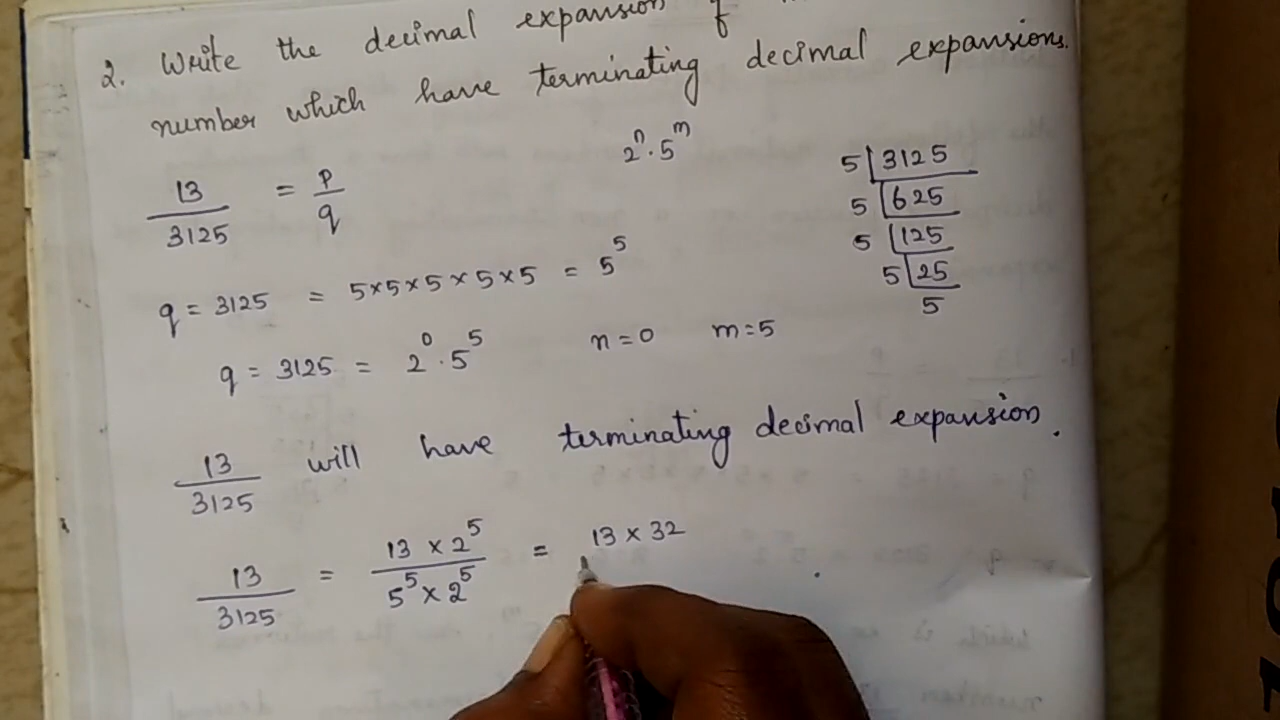 2. Write the decimal expansion of
number which have terminating decimal expansions.
2^n . 5^m
13/3125 = p/q
5 | 3125
5 | 625
5 | 125
5 | 25
5
q = 3125 = 5×5×5×5×5 = 5^5
q = 3125 = 2^0 . 5^5 n=0 m=5
13/3125 will have terminating decimal expansion.
13/3125 = 13 × 2^5 / 5^5 × 2^5 = 13 × 32